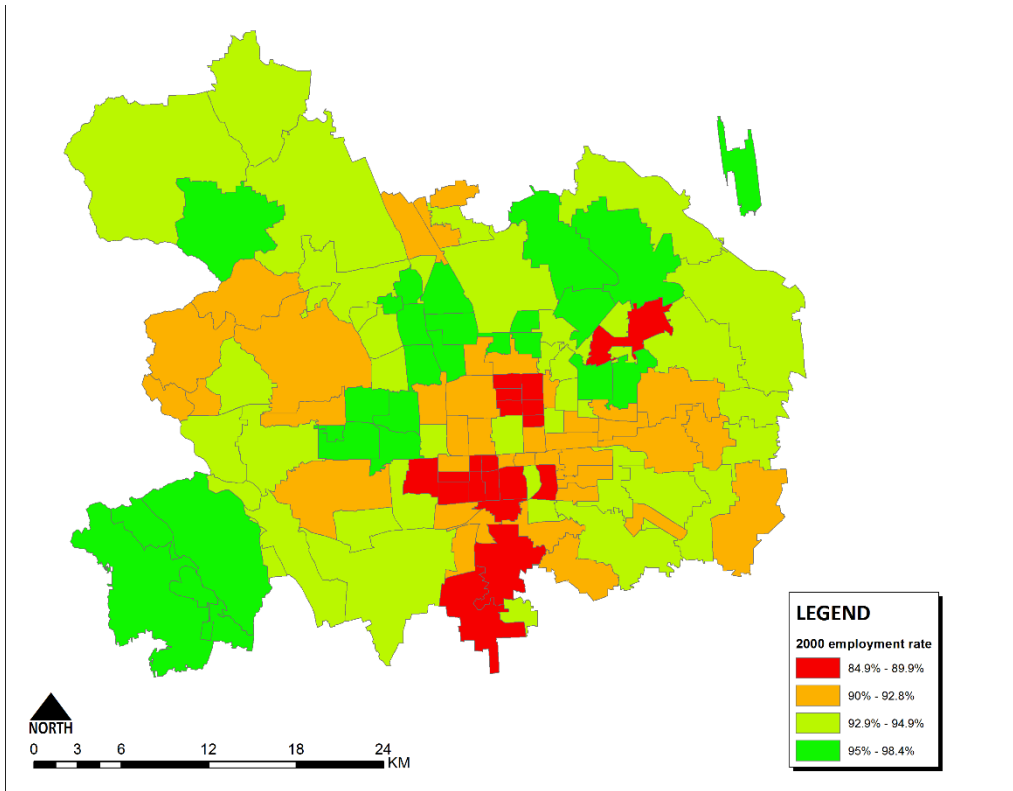 LEGEND
2000 employment rate
84.9% - 89.9%
90% - 92.8%
92.9% - 94.9%
95% - 98.4%
NORTH
0 3 6 12 18 24
KM